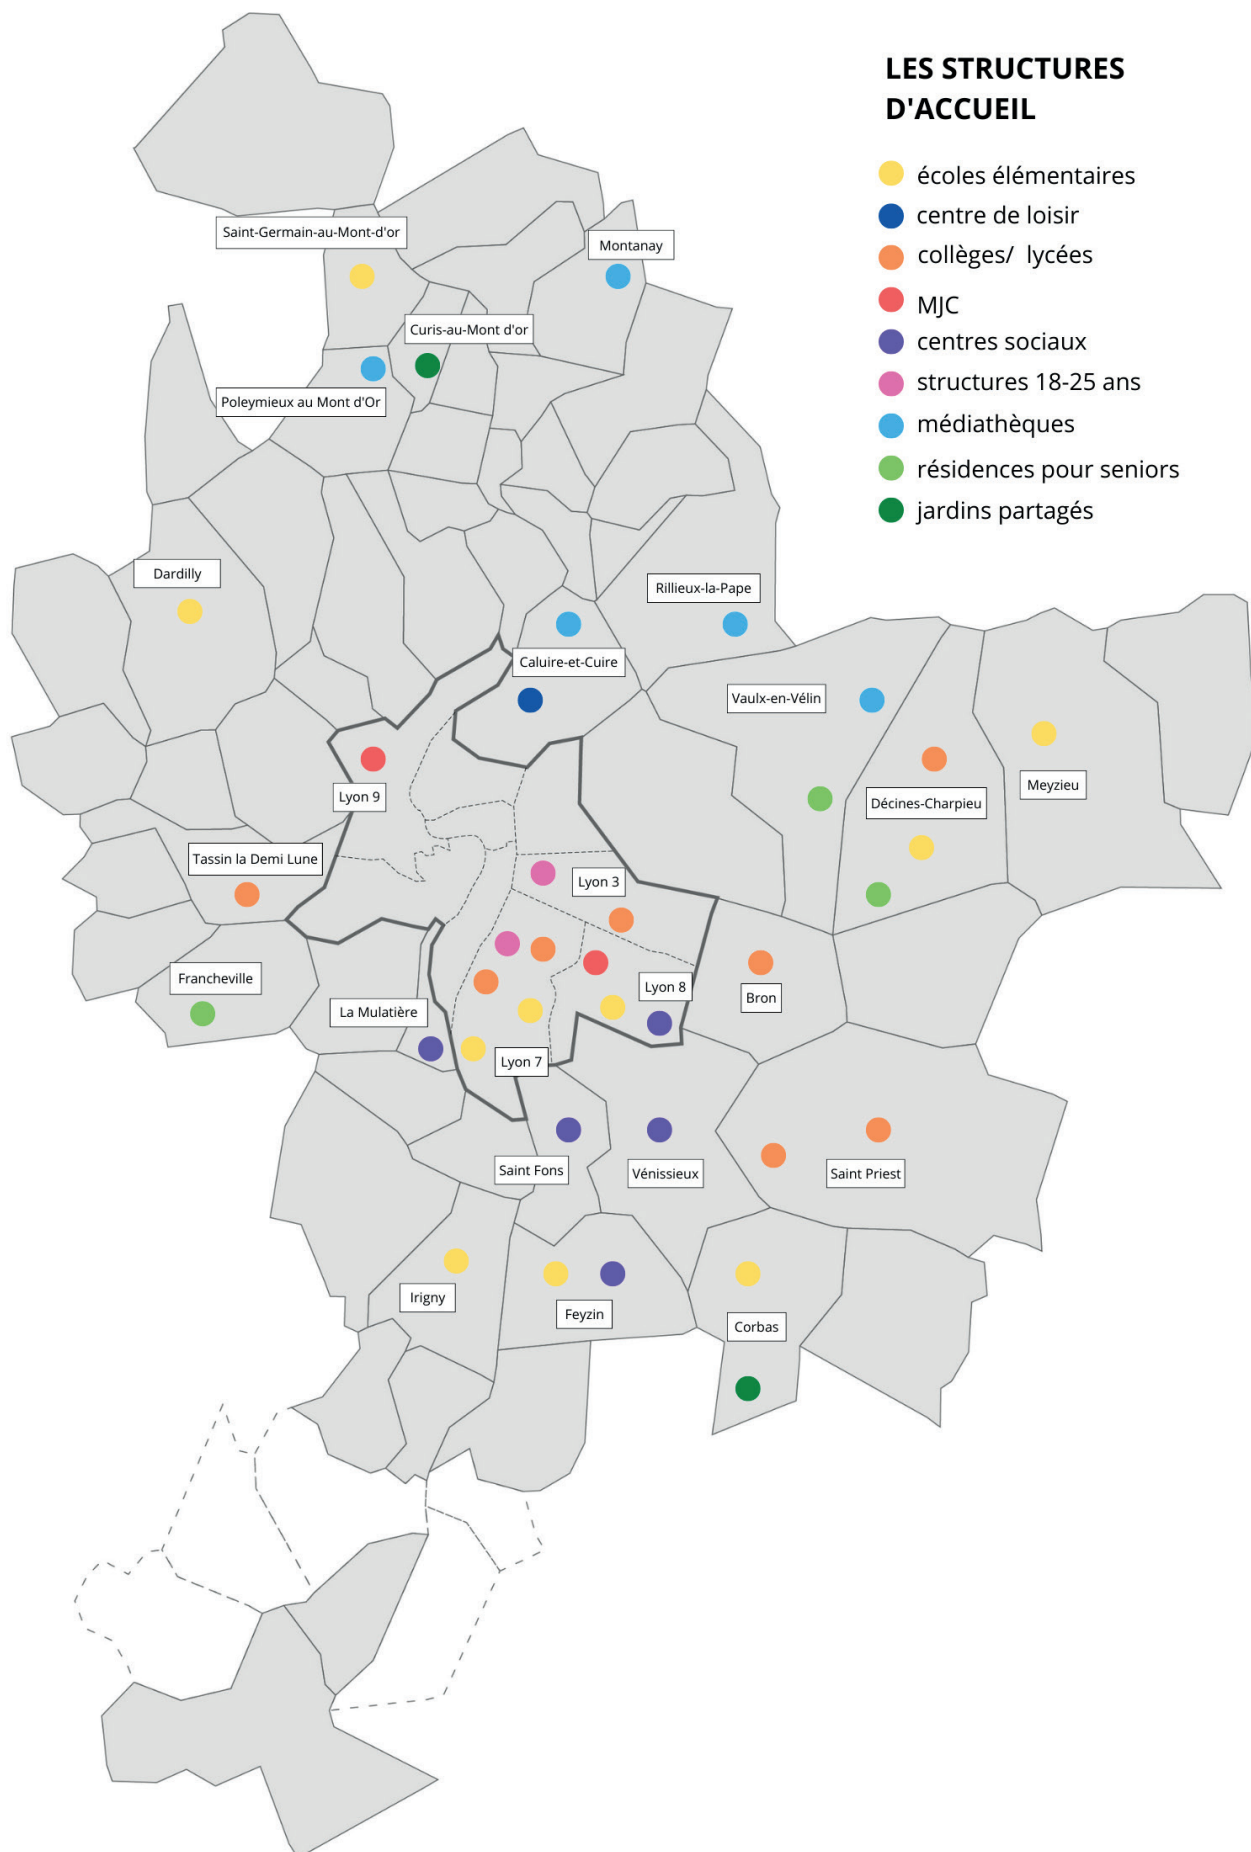 LES STRUCTURES
D'ACCUEIL
écoles élémentaires
centre de loisir
collèges/ lycées
MJC
centres sociaux
structures 18-25 ans
médiathèques
résidences pour seniors
jardins partagés
Saint-Germain-au-Mont-d'or
Montanay
Curis-au-Mont d'or
Poleymieux au Mont d'Or
Dardilly
Rillieux-la-Pape
Caluire-et-Cuire
Vaulx-en-Vélin
Meyzieu
Lyon 9
Décines-Charpieu
Tassin la Demi Lune
Lyon 3
Francheville
Lyon 8
Bron
La Mulatière
Lyon 7
Saint Fons
Vénissieux
Saint Priest
Irigny
Feyzin
Corbas